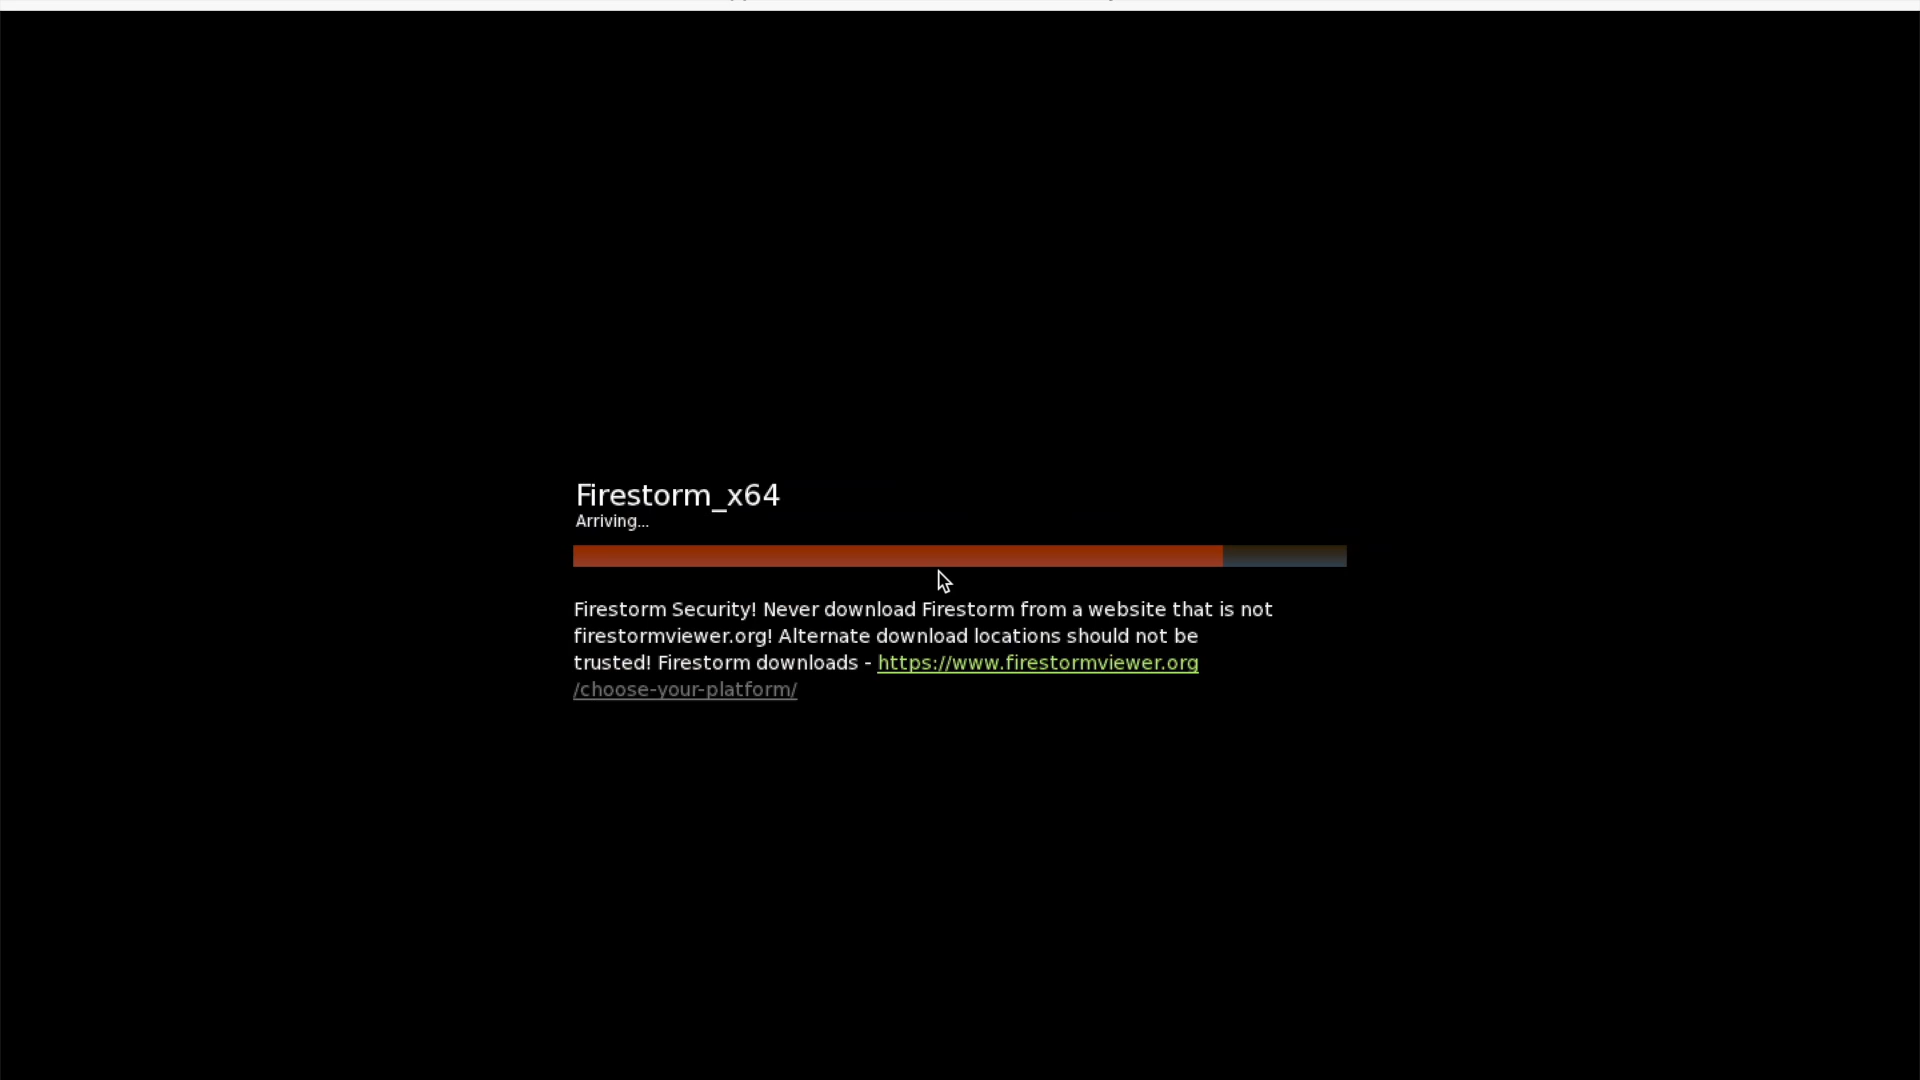 Firestorm_x64
Arriving...
Firestorm Security! Never download Firestorm from a website that is not
firestormviewer.org! Alternate download locations should not be
trusted! Firestorm downloads - https://www.firestormviewer.org
/choose-your-platform/